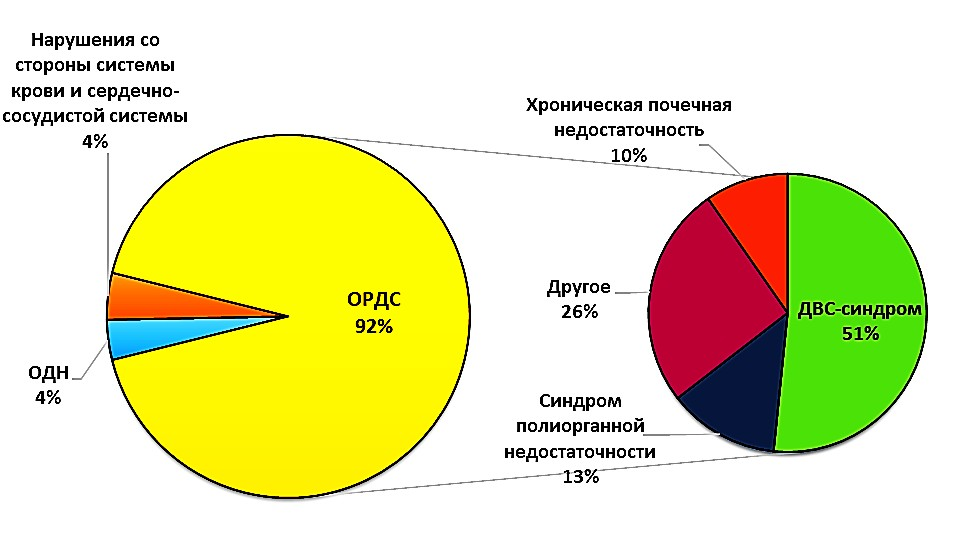 Нарушения со
стороны системы
крови и сердечно-
сосудистой системы
4%
ОРДС
92%
ОДН
4%
Хроническая почечная
недостаточность
10%
Другое
26%
ДВС-синдром
51%
Синдром
полиорганной
недостаточности
13%